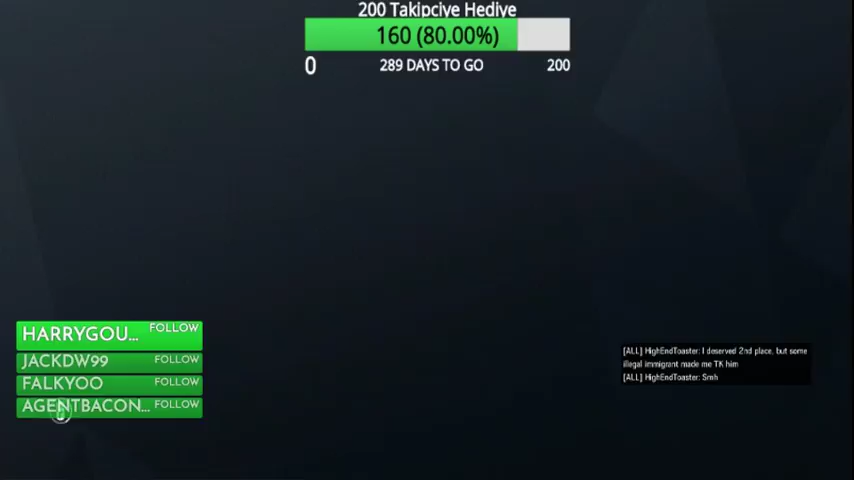 200 Takipciye Hediye
160 (80.00%)
0 289 DAYS TO GO 200
HARRYGOU... FOLLOW
JACKDW99 FOLLOW
FALKYOO FOLLOW
AGENTBACON... FOLLOW
[ALL] HighEndToaster: I deserved 2nd place, but some
illegal immigrant made me TK him
[ALL] HighEndToaster: Smh